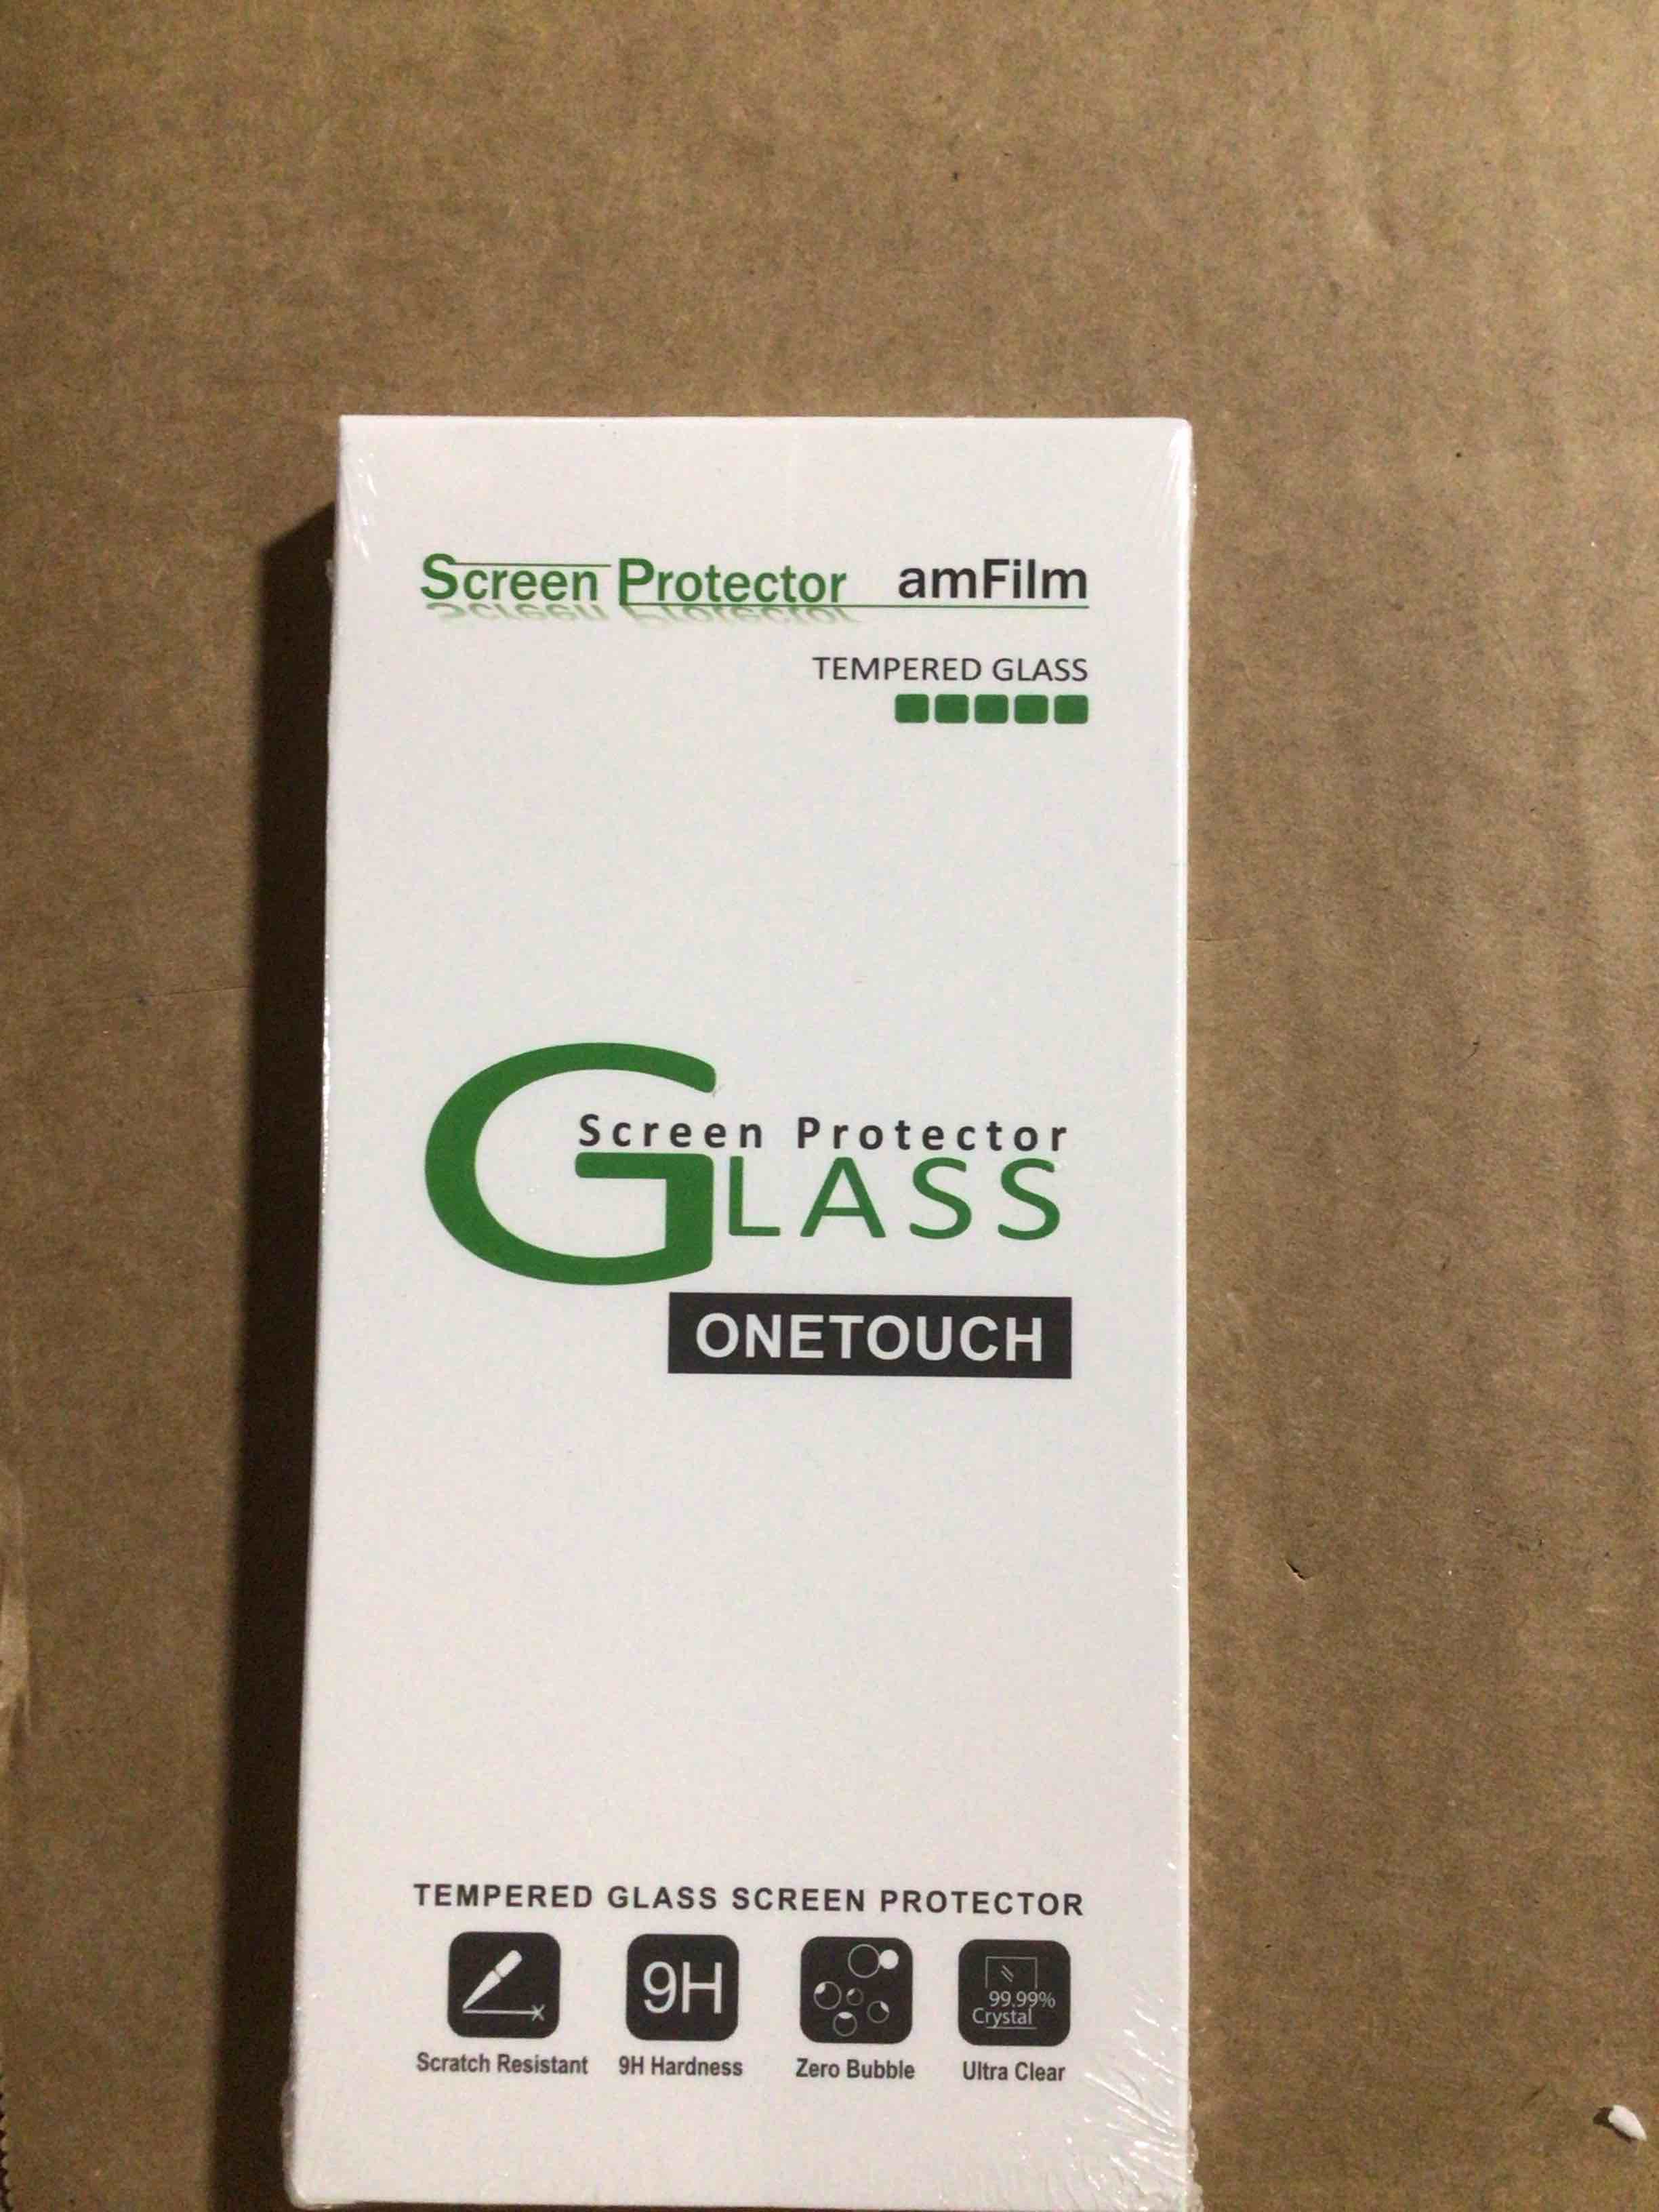 Screen Protector amFilm
TEMPERED GLASS
Screen Protector
GLASS
ONETOUCH
TEMPERED GLASS SCREEN PROTECTOR
9H
99.99%
Crystal
Scratch Resistant 9H Hardness Zero Bubble Ultra Clear